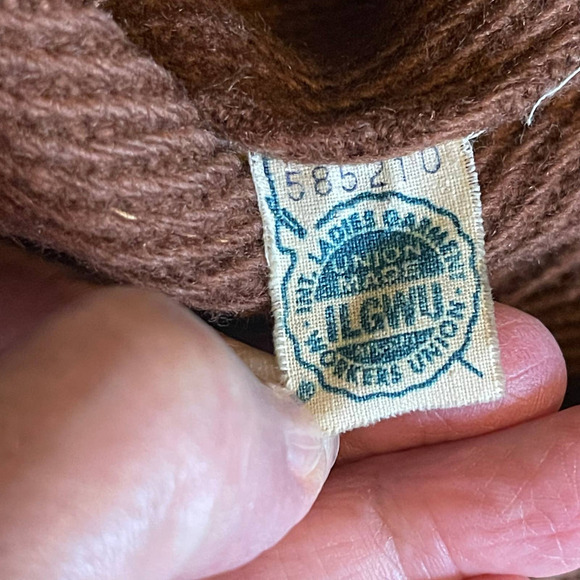 585210
INT. LADIES GARMENT
UNION
MADE
ILGWU
WORKERS UNION
®